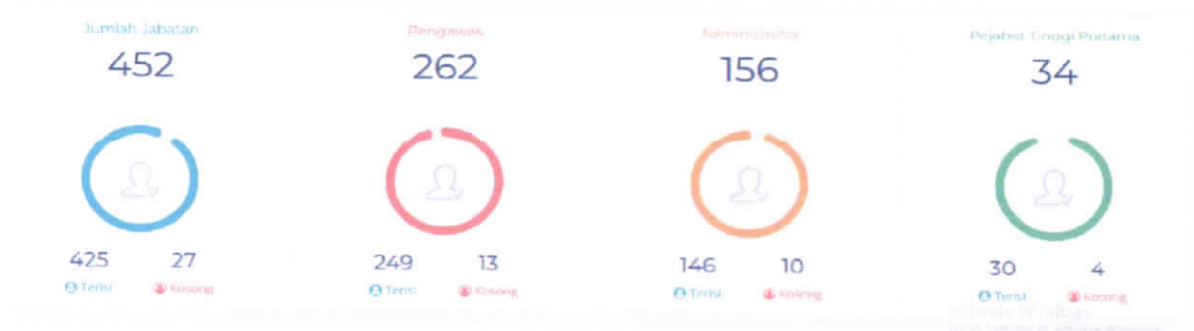 Jumlah Jabatan
452
425 27
Terisi Kosong
Pengawas
262
249 13
Terisi Kosong
Administrator
156
146 10
Terisi Kosong
Pejabat Tinggi Pratama
34
30 4
Terisi Kosong